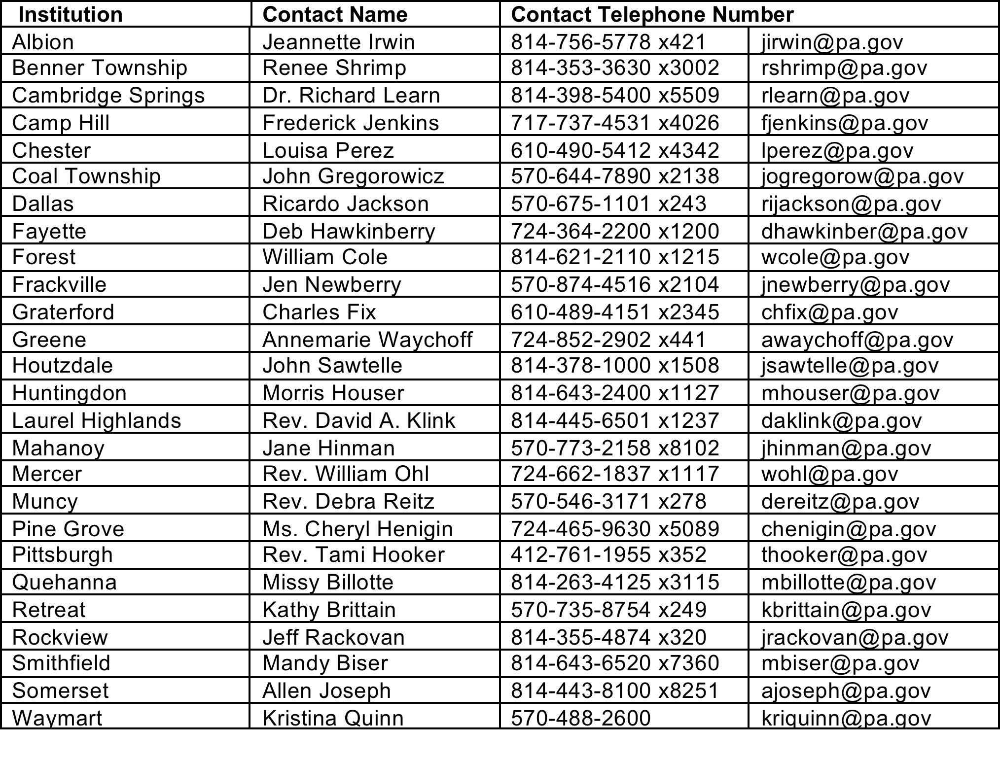 Institution Contact Name Contact Telephone Number
Albion Jeannette Irwin 814-756-5778 x421 jirwin@pa.gov
Benner Township Renee Shrimp 814-353-3630 x3002 rshrimp@pa.gov
Cambridge Springs Dr. Richard Learn 814-398-5400 x5509 rlearn@pa.gov
Camp Hill Frederick Jenkins 717-737-4531 x4026 fjenkins@pa.gov
Chester Louisa Perez 610-490-5412 x4342 lperez@pa.gov
Coal Township John Gregorowicz 570-644-7890 x2138 jogregorow@pa.gov
Dallas Ricardo Jackson 570-675-1101 x243 rijackson@pa.gov
Fayette Deb Hawkinberry 724-364-2200 x1200 dhawkinber@pa.gov
Forest William Cole 814-621-2110 x1215 wcole@pa.gov
Frackville Jen Newberry 570-874-4516 x2104 jnewberry@pa.gov
Graterford Charles Fix 610-489-4151 x2345 chfix@pa.gov
Greene Annemarie Waychoff 724-852-2902 x441 awaychoff@pa.gov
Houtzdale John Sawtelle 814-378-1000 x1508 jsawtelle@pa.gov
Huntingdon Morris Houser 814-643-2400 x1127 mhouser@pa.gov
Laurel Highlands Rev. David A. Klink 814-445-6501 x1237 daklink@pa.gov
Mahanoy Jane Hinman 570-773-2158 x8102 jhinman@pa.gov
Mercer Rev. William Ohl 724-662-1837 x1117 wohl@pa.gov
Muncy Rev. Debra Reitz 570-546-3171 x278 dereitz@pa.gov
Pine Grove Ms. Cheryl Henigin 724-465-9630 x5089 chenigin@pa.gov
Pittsburgh Rev. Tami Hooker 412-761-1955 x352 thooker@pa.gov
Quehanna Missy Billotte 814-263-4125 x3115 mbillotte@pa.gov
Retreat Kathy Brittain 570-735-8754 x249 kbrittain@pa.gov
Rockview Jeff Rackovan 814-355-4874 x320 jrackovan@pa.gov
Smithfield Mandy Biser 814-643-6520 x7360 mbiser@pa.gov
Somerset Allen Joseph 814-443-8100 x8251 ajoseph@pa.gov
Waymart Kristina Quinn 570-488-2600 kriquinn@pa.gov